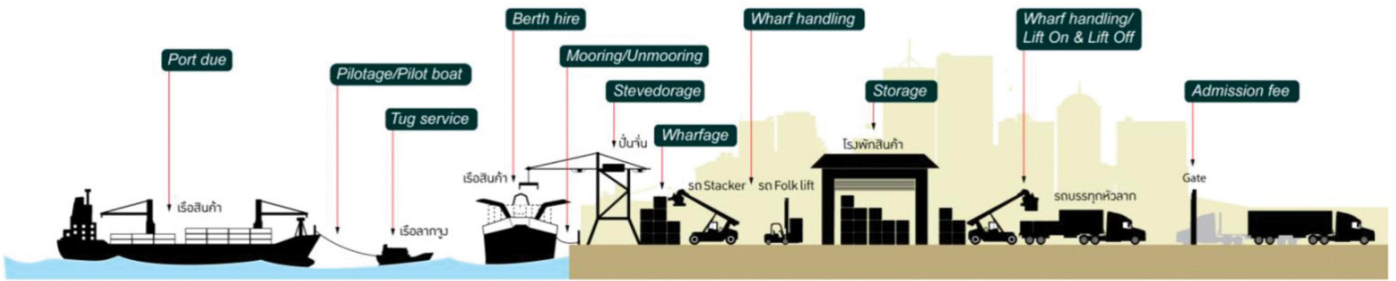 Port due
เรือสินค้า
Pilotage/Pilot boat
Tug service
เรือลากจูง
Berth hire
เรือสินค้า
Mooring/Unmooring
Stevedorage
ปั้นจั่น
Wharfage
รถ Stacker
Wharf handling
รถ Folk lift
Storage
โรงพักสินค้า
Wharf handling/
Lift On & Lift Off
รถบรรทุกหัวลาก
Admission fee
Gate